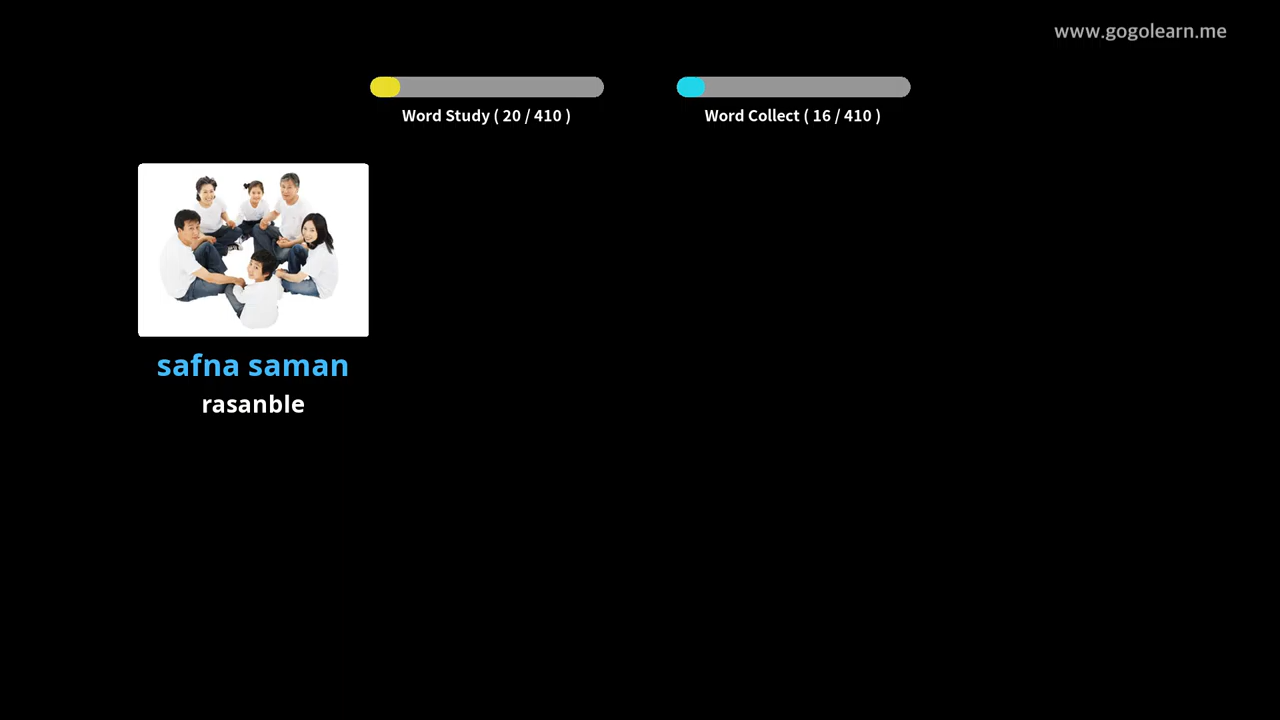 www.gogolearn.me
Word Study ( 20 / 410 )
Word Collect ( 16 / 410 )
safna saman
rasanble